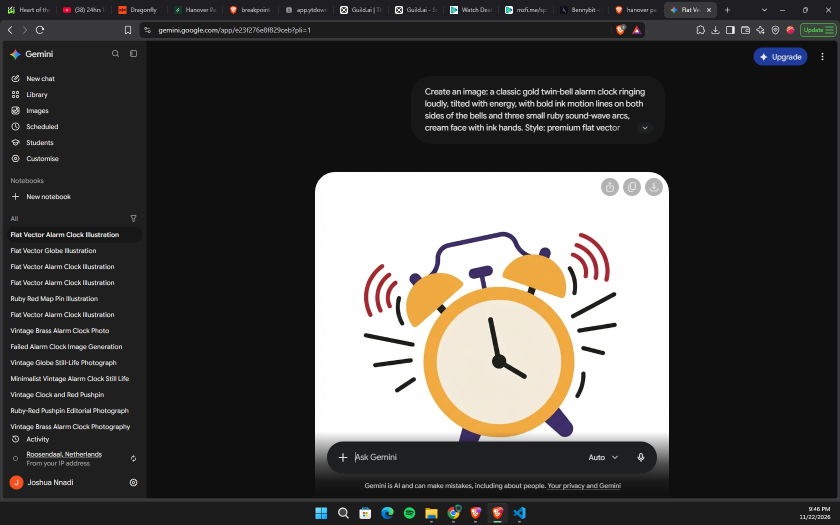 Heart of the
(53) 24hrs
Dragonfly
Hanover Pa
breakpoint
app.ytdown
Guild.ai | T
Guild.ai - S
Watch Deat
mzfi.me/sp
Bennybit -
hanover pe
Flat Ve
gemini.google.com/app/e23f276e0f829ceb?pli=1
Update
Gemini
Upgrade
New chat
Library
Images
Scheduled
Students
Customise
Notebooks
New notebook
All
Flat Vector Alarm Clock Illustration
Flat Vector Globe Illustration
Flat Vector Alarm Clock Illustration
Flat Vector Alarm Clock Illustration
Ruby Red Map Pin Illustration
Flat Vector Alarm Clock Illustration
Vintage Brass Alarm Clock Photo
Failed Alarm Clock Image Generation
Vintage Globe Still-Life Photograph
Minimalist Vintage Alarm Clock Still Life
Vintage Clock and Red Pushpin
Ruby-Red Pushpin Editorial Photograph
Vintage Brass Alarm Clock Photography
Activity
Roosendaal, Netherlands
From your IP address
J
Joshua Nnadi
Create an image: a classic gold twin-bell alarm clock ringing
loudly, tilted with energy, with bold ink motion lines on both
sides of the bells and three small ruby sound-wave arcs,
cream face with ink hands. Style: premium flat vector
Ask Gemini
Auto
Gemini is AI and can make mistakes, including about people. Your privacy and Gemini
9:46 PM
11/22/2026